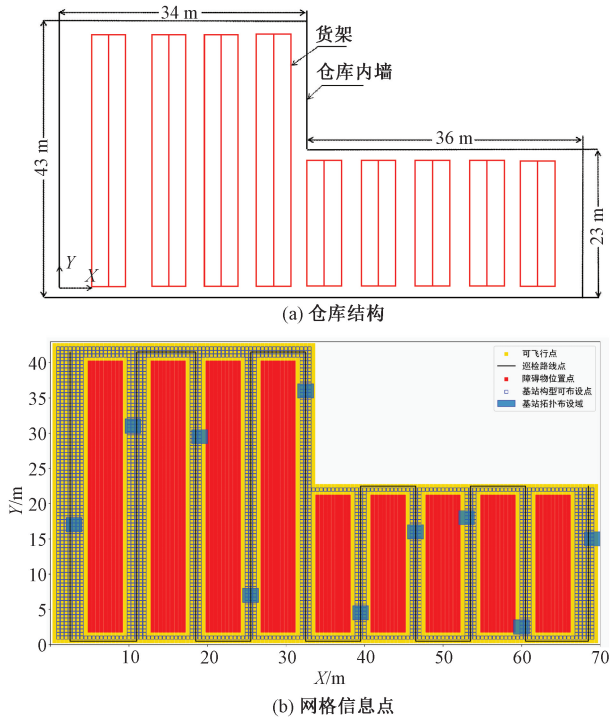 34 m
货架
仓库内墙
43 m
36 m
23 m
Y
X
(a) 仓库结构
可飞行点
巡检路线点
障碍物位置点
基站构型可布设点
基站拓扑布设域
Y/m
40
35
30
25
20
15
10
5
0
10 20 30 40 50 60 70
X/m
(b) 网格信息点